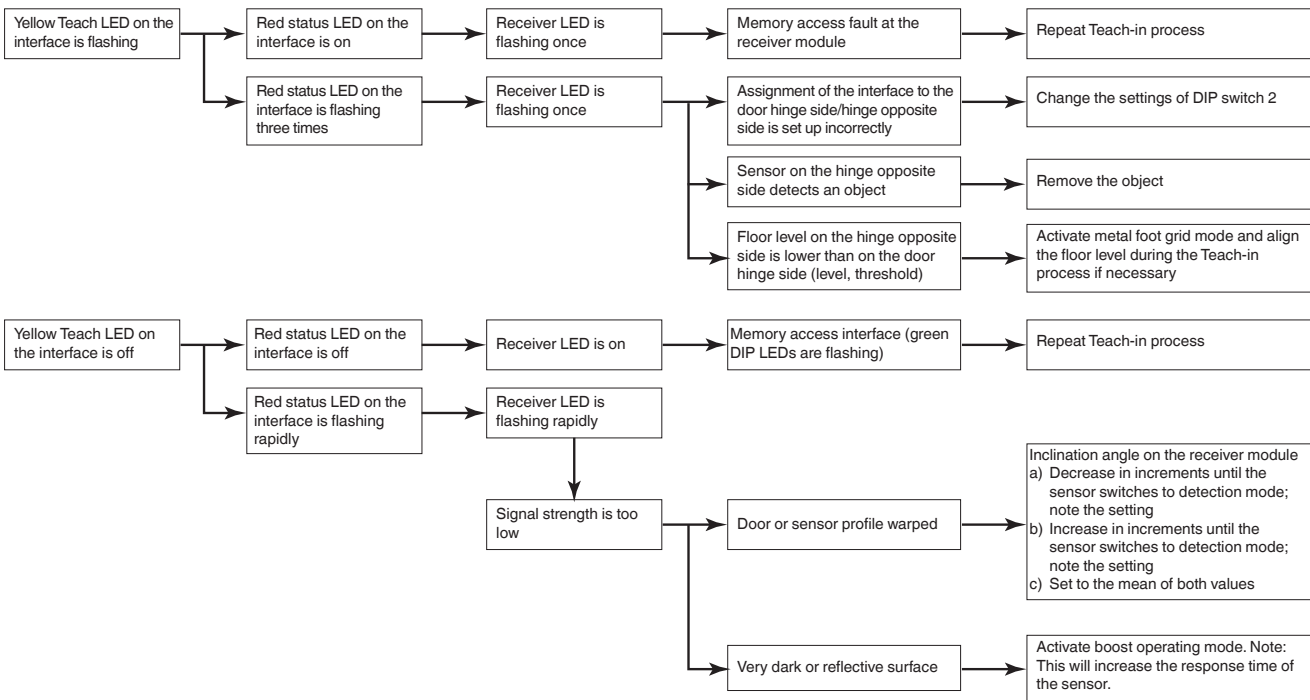 Yellow Teach LED on the
interface is flashing
Red status LED on the
interface is on
Receiver LED is
flashing once
Memory access fault at the
receiver module
Repeat Teach-in process
Red status LED on the
interface is flashing
three times
Receiver LED is
flashing once
Assignment of the interface to the
door hinge side/hinge opposite
side is set up incorrectly
Change the settings of DIP switch 2
Sensor on the hinge opposite
side detects an object
Remove the object
Floor level on the hinge opposite
side is lower than on the door
hinge side (level, threshold)
Activate metal foot grid mode and align
the floor level during the Teach-in
process if necessary
Yellow Teach LED on
the interface is off
Red status LED on the
interface is off
Receiver LED is on
Memory access interface (green
DIP LEDs are flashing)
Repeat Teach-in process
Red status LED on the
interface is flashing
rapidly
Receiver LED is
flashing rapidly
Signal strength is too
low
Door or sensor profile warped
Inclination angle on the receiver module
a) Decrease in increments until the
sensor switches to detection mode;
note the setting
b) Increase in increments until the
sensor switches to detection mode;
note the setting
c) Set to the mean of both values
Very dark or reflective surface
Activate boost operating mode. Note:
This will increase the response time of
the sensor.